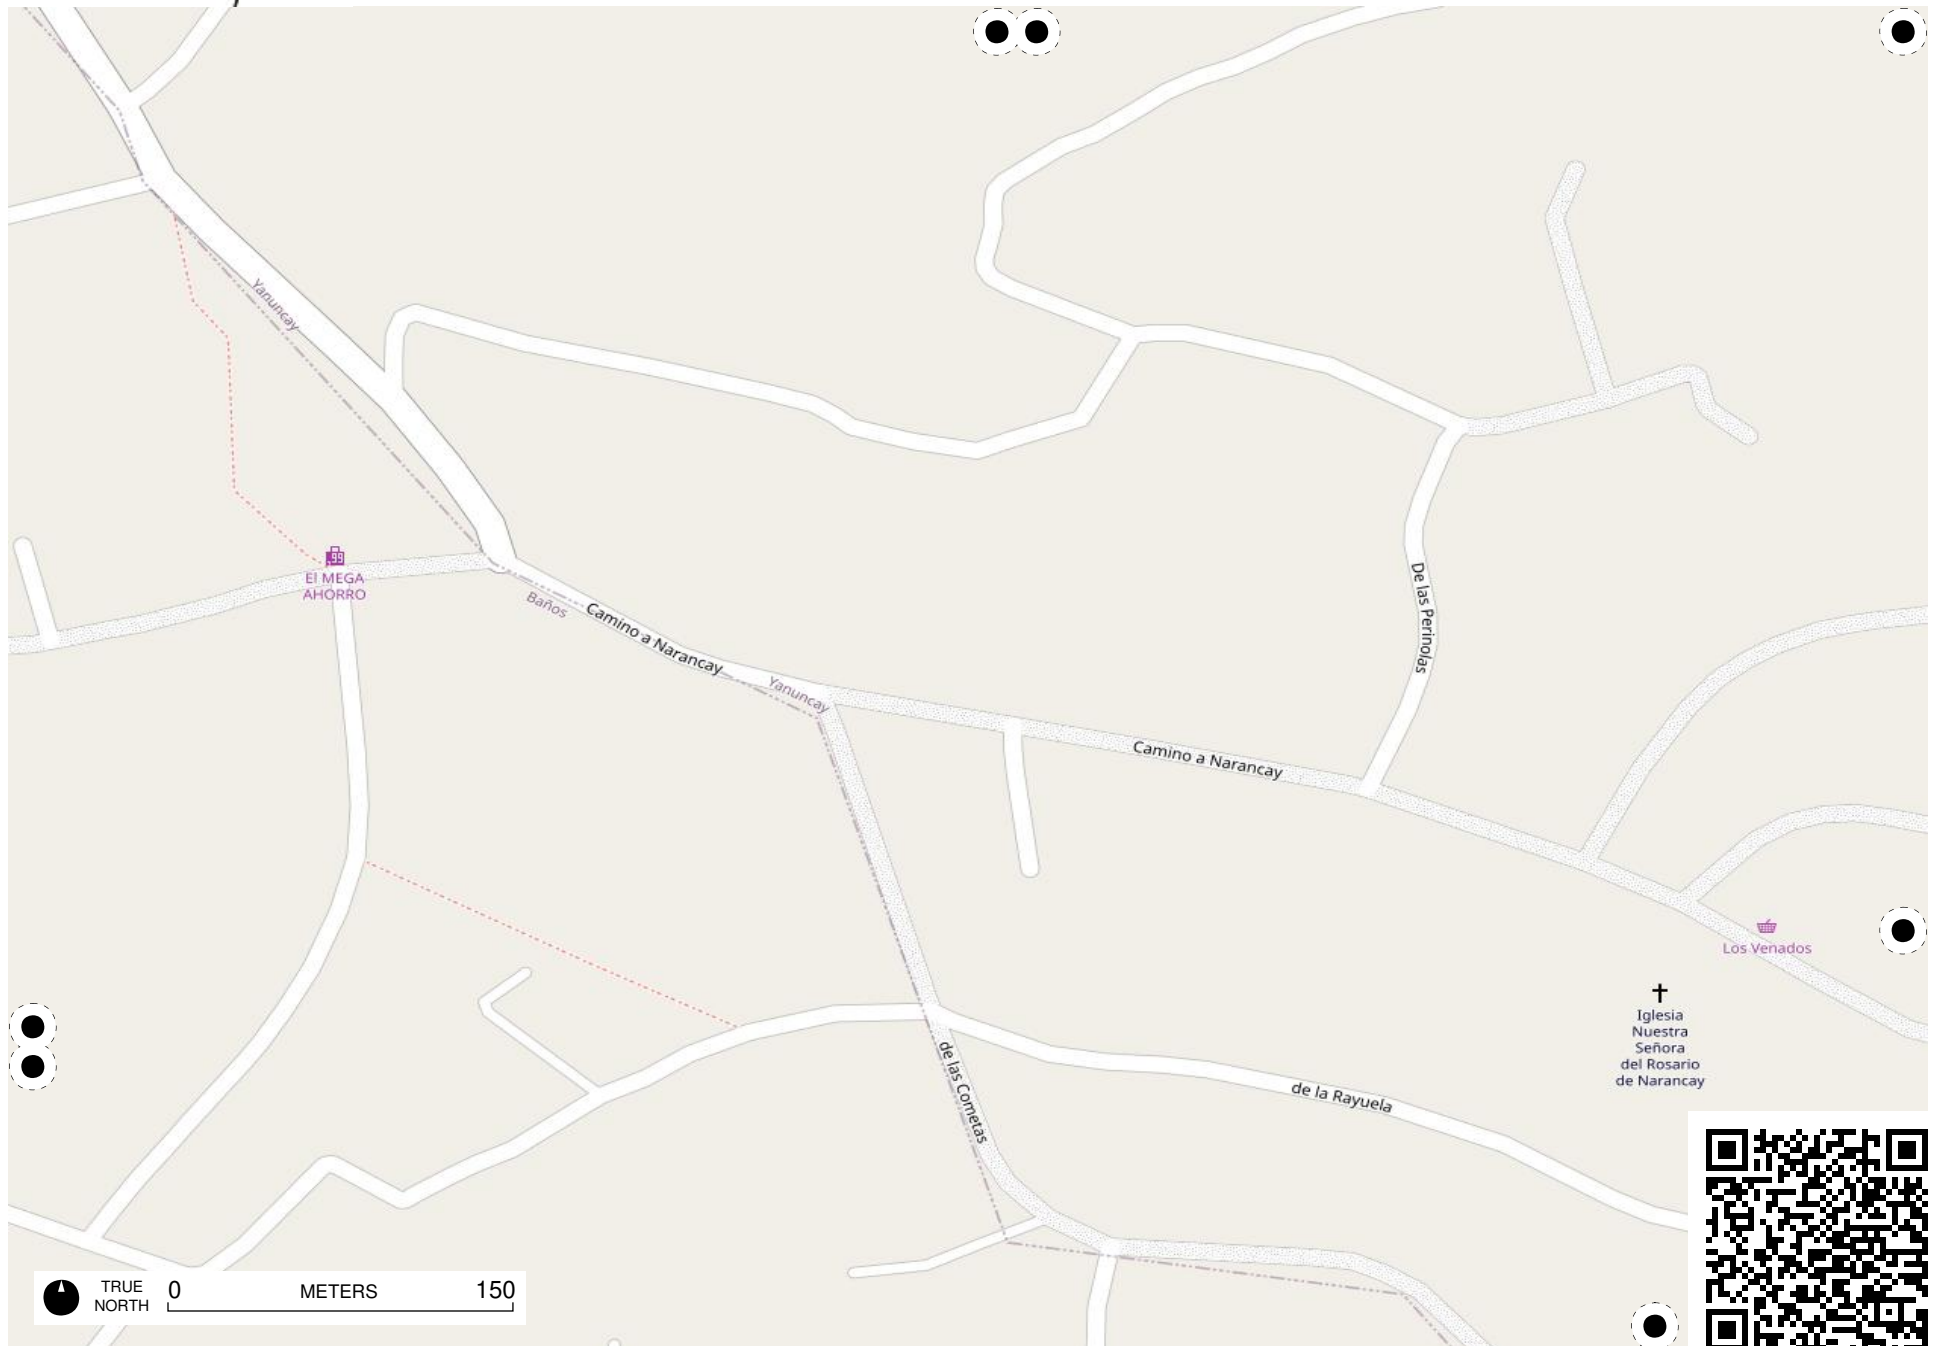 Yanuncay
El MEGA
AHORRO
Baños
Camino a Narancay
Yanuncay
De las Perinolas
Camino a Narancay
Los Venados
Iglesia
Nuestra
Señora
del Rosario
de Narancay
de las Cometas
de la Rayuela
TRUE
NORTH
0 METERS 150